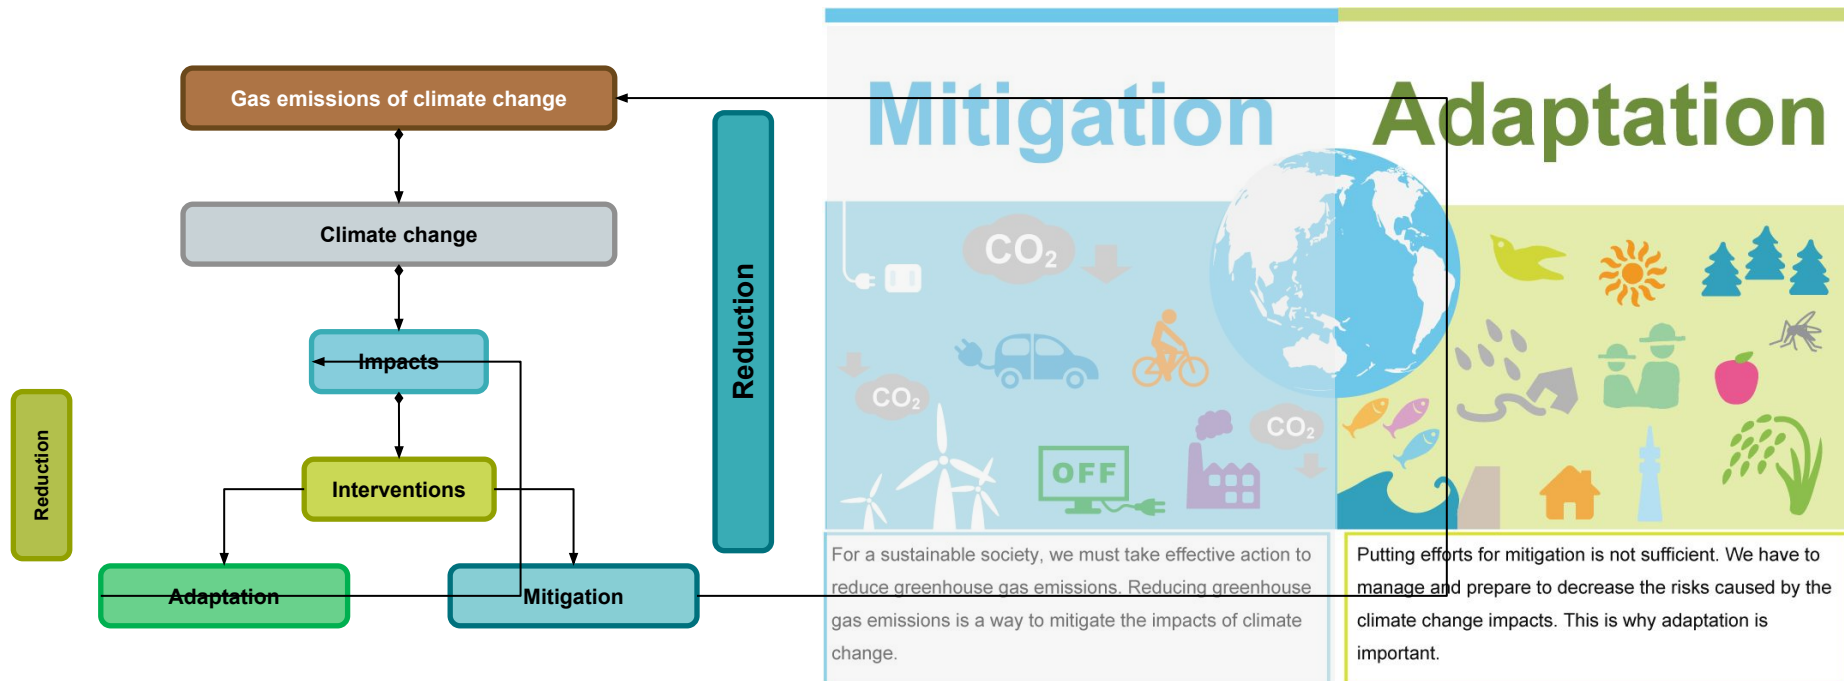 Gas emissions of climate change
Climate change
Impacts
Interventions
Adaptation
Mitigation
Reduction
Reduction
Mitigation
Adaptation
CO₂
CO₂
CO₂
OFF
For a sustainable society, we must take effective action to
reduce greenhouse gas emissions. Reducing greenhouse
gas emissions is a way to mitigate the impacts of climate
change.
Putting efforts for mitigation is not sufficient. We have to
manage and prepare to decrease the risks caused by the
climate change impacts. This is why adaptation is
important.